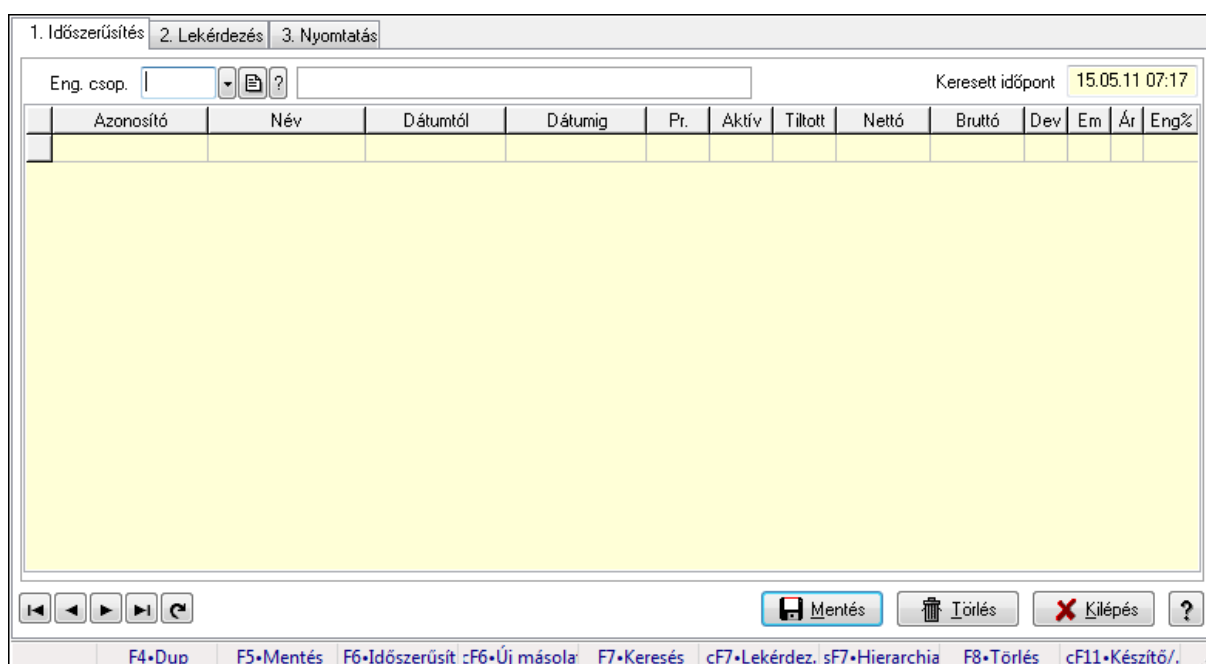 1. Időszerűsítés 2. Lekérdezés 3. Nyomtatás
Eng. csop. ? Keresett időpont 15.05.11 07:17
Azonosító Név Dátumtól Dátumig Pr. Aktív Tiltott Nettó Bruttó Dev Em Ár Eng%
Mentés Törlés Kilépés ?
F4•Dup F5•Mentés F6•Időszerűsít cF6•Új másola F7•Keresés cF7•Lekérdez. sF7•Hierarchia F8•Törlés cF11•Készítő/.